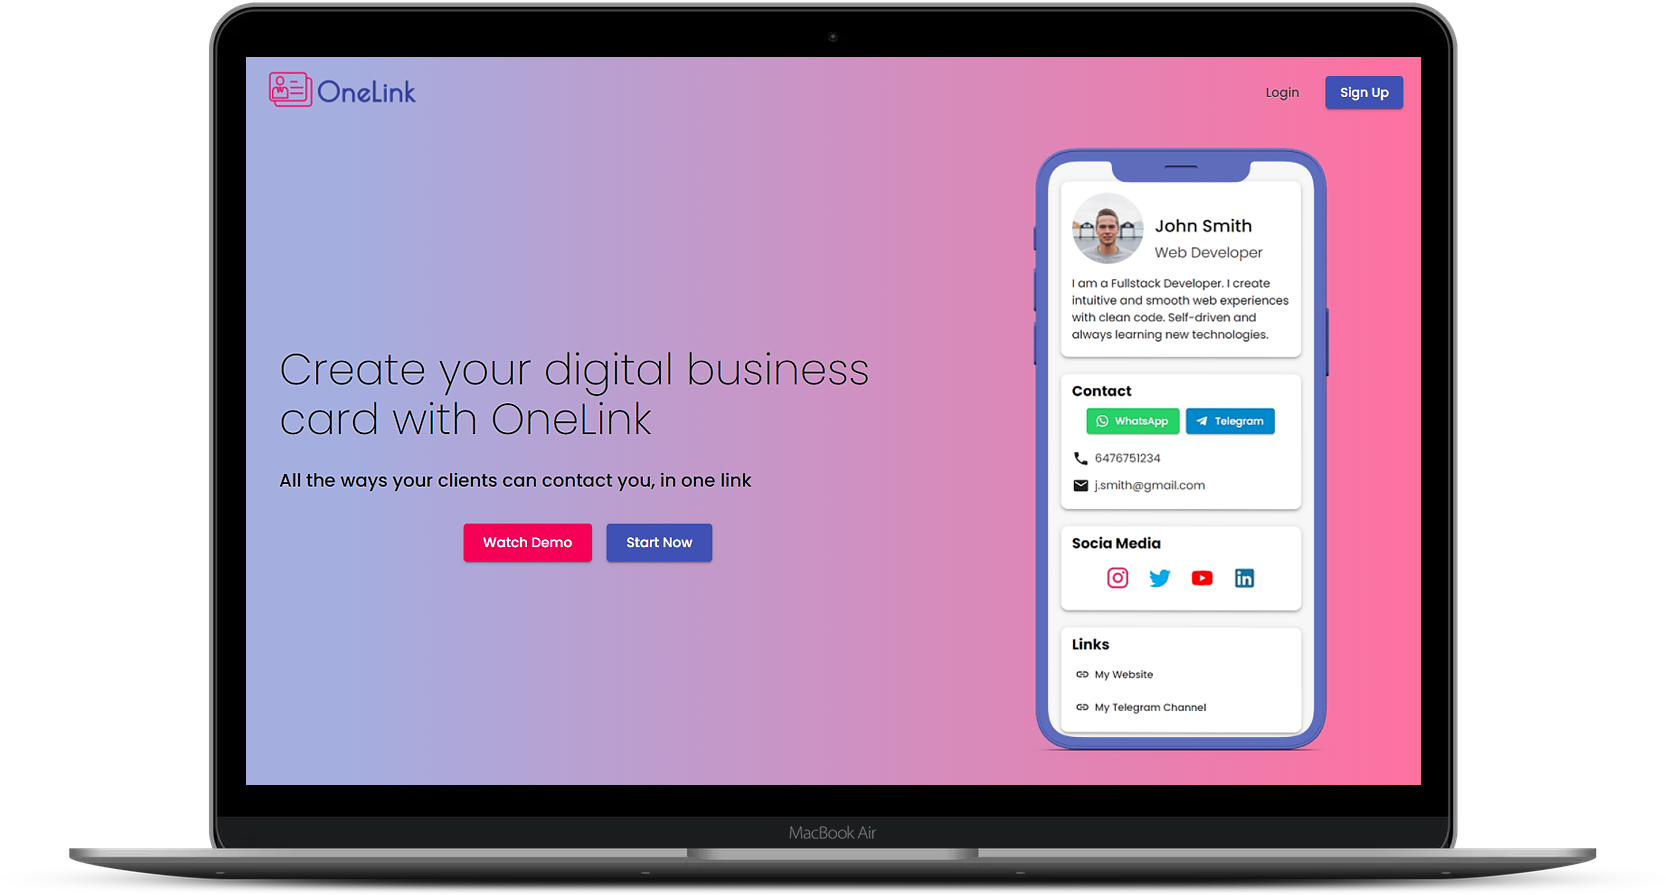 OneLink
Login
Sign Up
Create your digital business
card with OneLink
All the ways your clients can contact you, in one link
Watch Demo
Start Now
John Smith
Web Developer
I am a Fullstack Developer. I create
intuitive and smooth web experiences
with clean code. Self-driven and
always learning new technologies.
Contact
WhatsApp
Telegram
6476751234
j.smith@gmail.com
Socia Media
Links
My Website
My Telegram Channel
MacBook Air